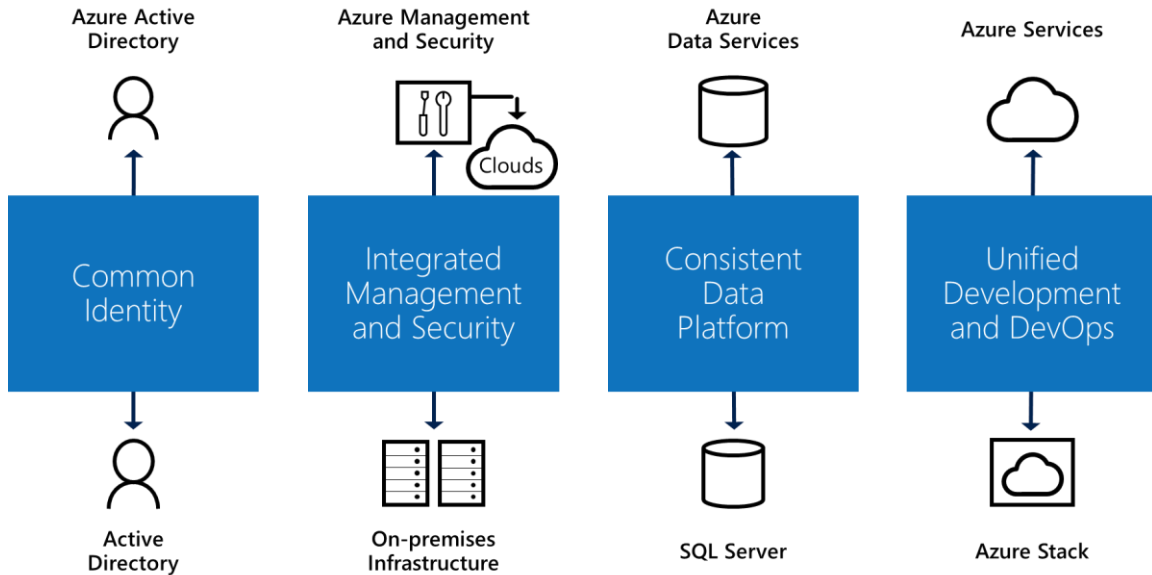 Azure Active
Directory
Azure Management
and Security
Azure
Data Services
Azure Services
Clouds
Common
Identity
Integrated
Management
and Security
Consistent
Data
Platform
Unified
Development
and DevOps
Active
Directory
On-premises
Infrastructure
SQL Server
Azure Stack